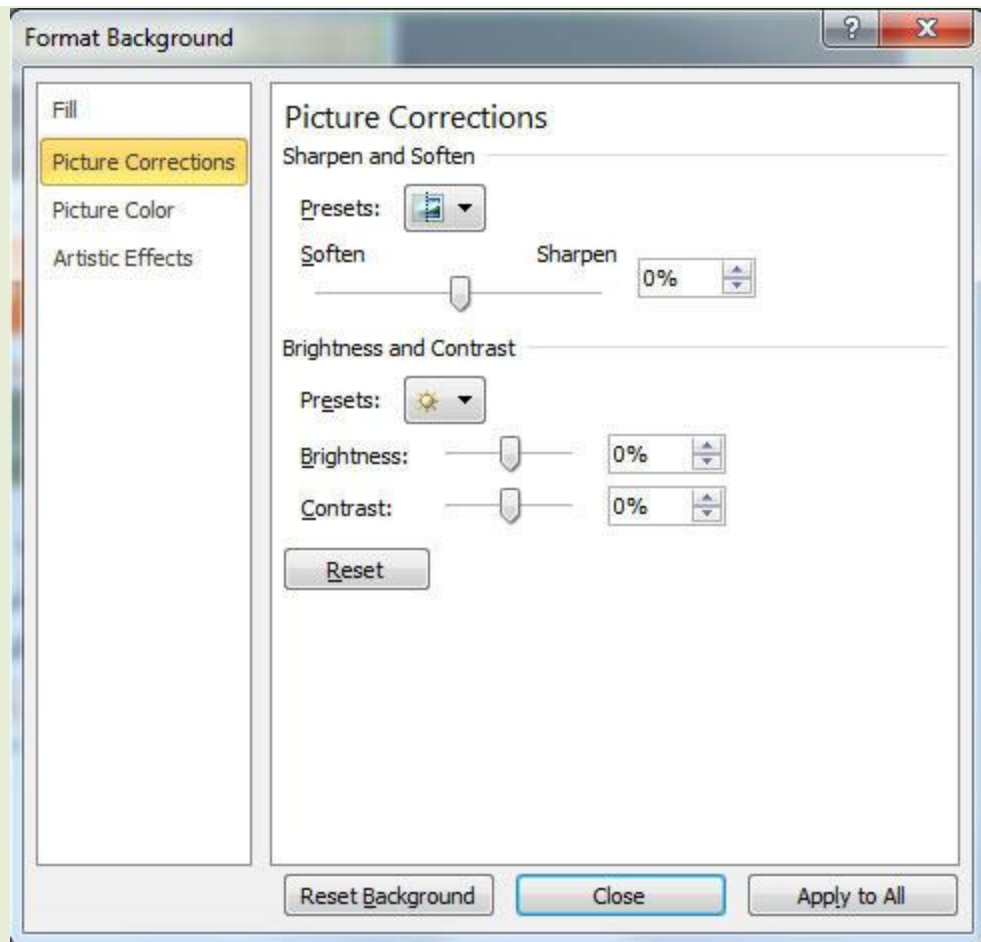 Format Background
?
X
Fill
Picture Corrections
Picture Color
Artistic Effects
Picture Corrections
Sharpen and Soften
Presets:
Soften Sharpen
0%
Brightness and Contrast
Presets:
Brightness: 0%
Contrast: 0%
Reset
Reset Background Close Apply to All